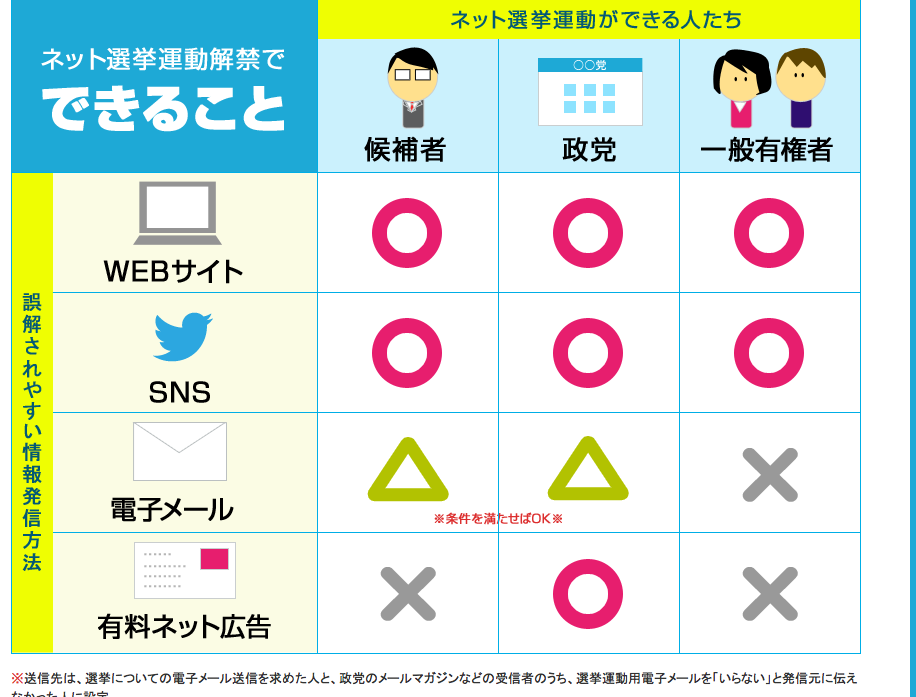 ネット選挙運動解禁で
できること
ネット選挙運動ができる人たち
候補者
〇〇党
政党
一般有権者
誤解されやすい情報発信方法
WEBサイト
SNS
電子メール
※条件を満たせばOK※
有料ネット広告
※送信先は、選挙についての電子メール送信を求めた人と、政党のメールマガジンなどの受信者のうち、選挙運動用電子メールを「いらない」と発信元に伝え
なかった人に設定